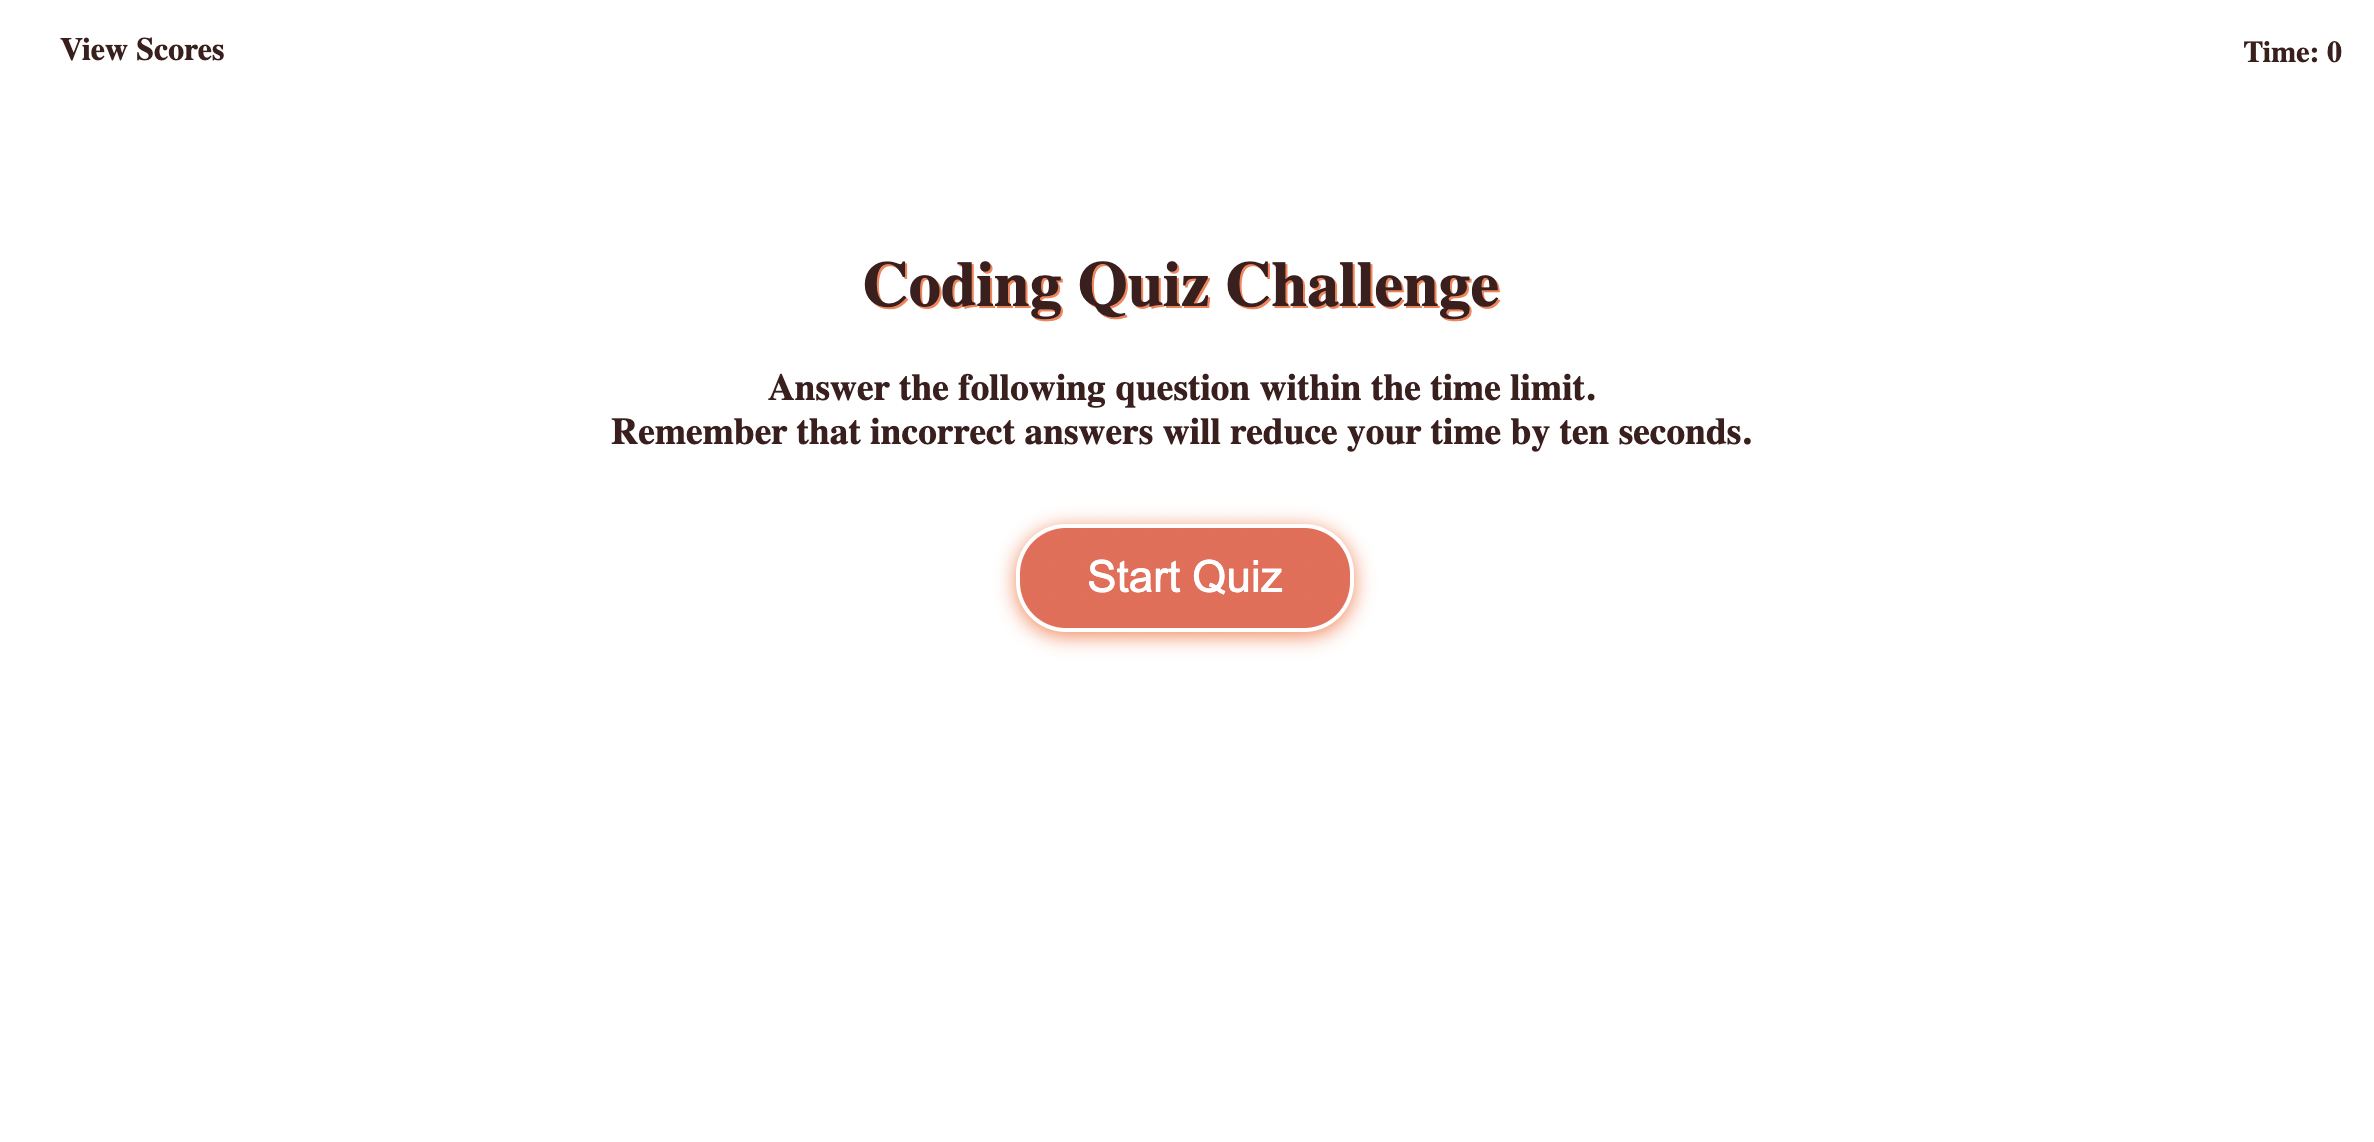 View Scores
Time: 0
Coding Quiz Challenge
Answer the following question within the time limit.
Remember that incorrect answers will reduce your time by ten seconds.
Start Quiz